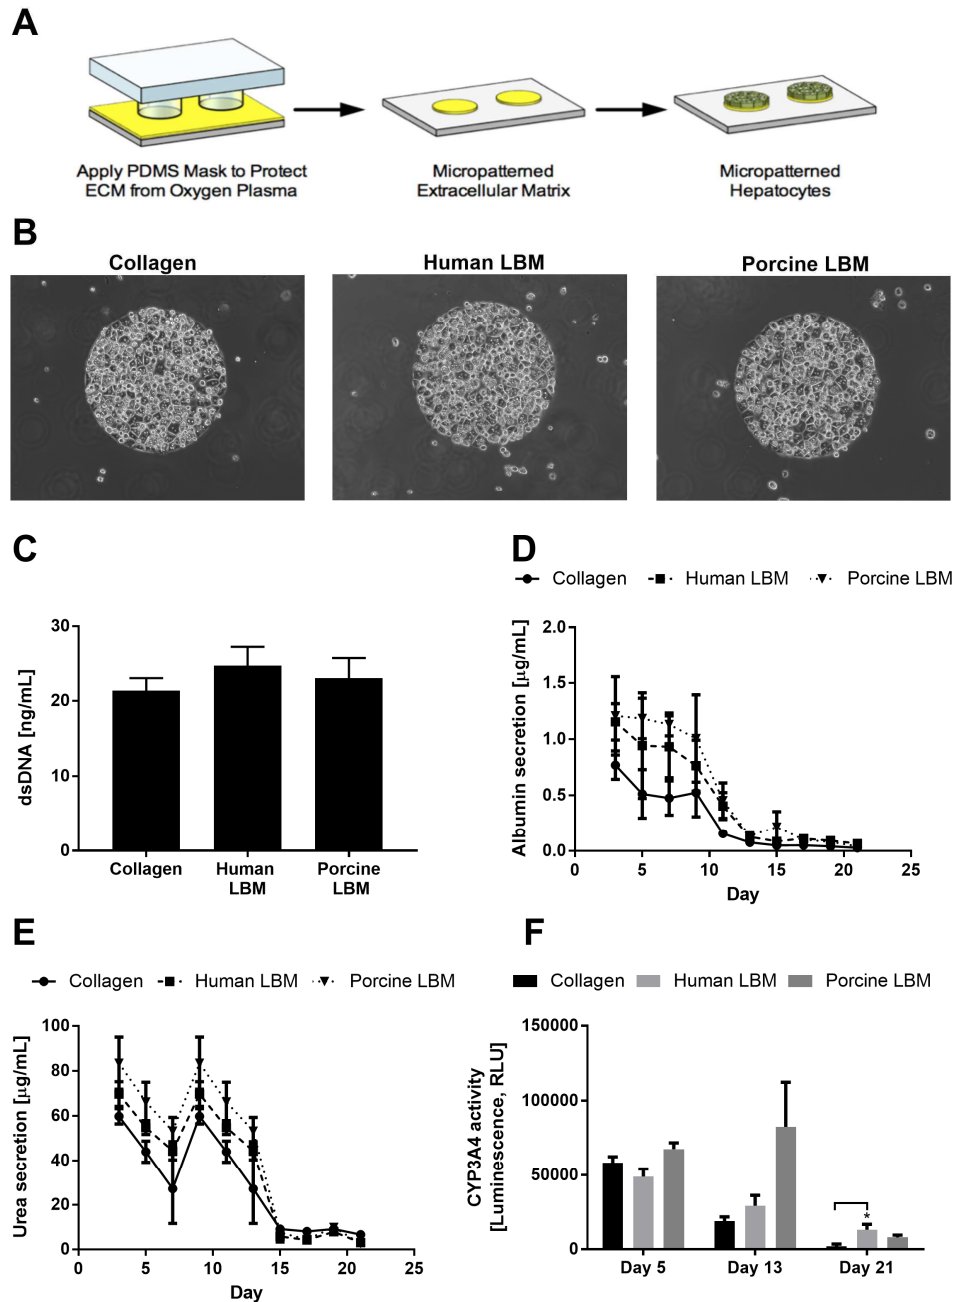 A
Apply PDMS Mask to Protect
ECM from Oxygen Plasma
Micropatterned
Extracellular Matrix
Micropatterned
Hepatocytes
B
Collagen
Human LBM
Porcine LBM
C
dsDNA [ng/mL]
30
20
10
0
Collagen
Human
LBM
Porcine
LBM
D
Collagen
Human LBM
Porcine LBM
Albumin secretion [µg/mL]
2.0
1.5
1.0
0.5
0.0
0 5 10 15 20 25
Day
E
Collagen
Human LBM
Porcine LBM
Urea secretion [µg/mL]
100
80
60
40
20
0
0 5 10 15 20 25
Day
F
Collagen
Human LBM
Porcine LBM
CYP3A4 activity
[Luminescence, RLU]
150000
100000
50000
0
*
Day 5 Day 13 Day 21